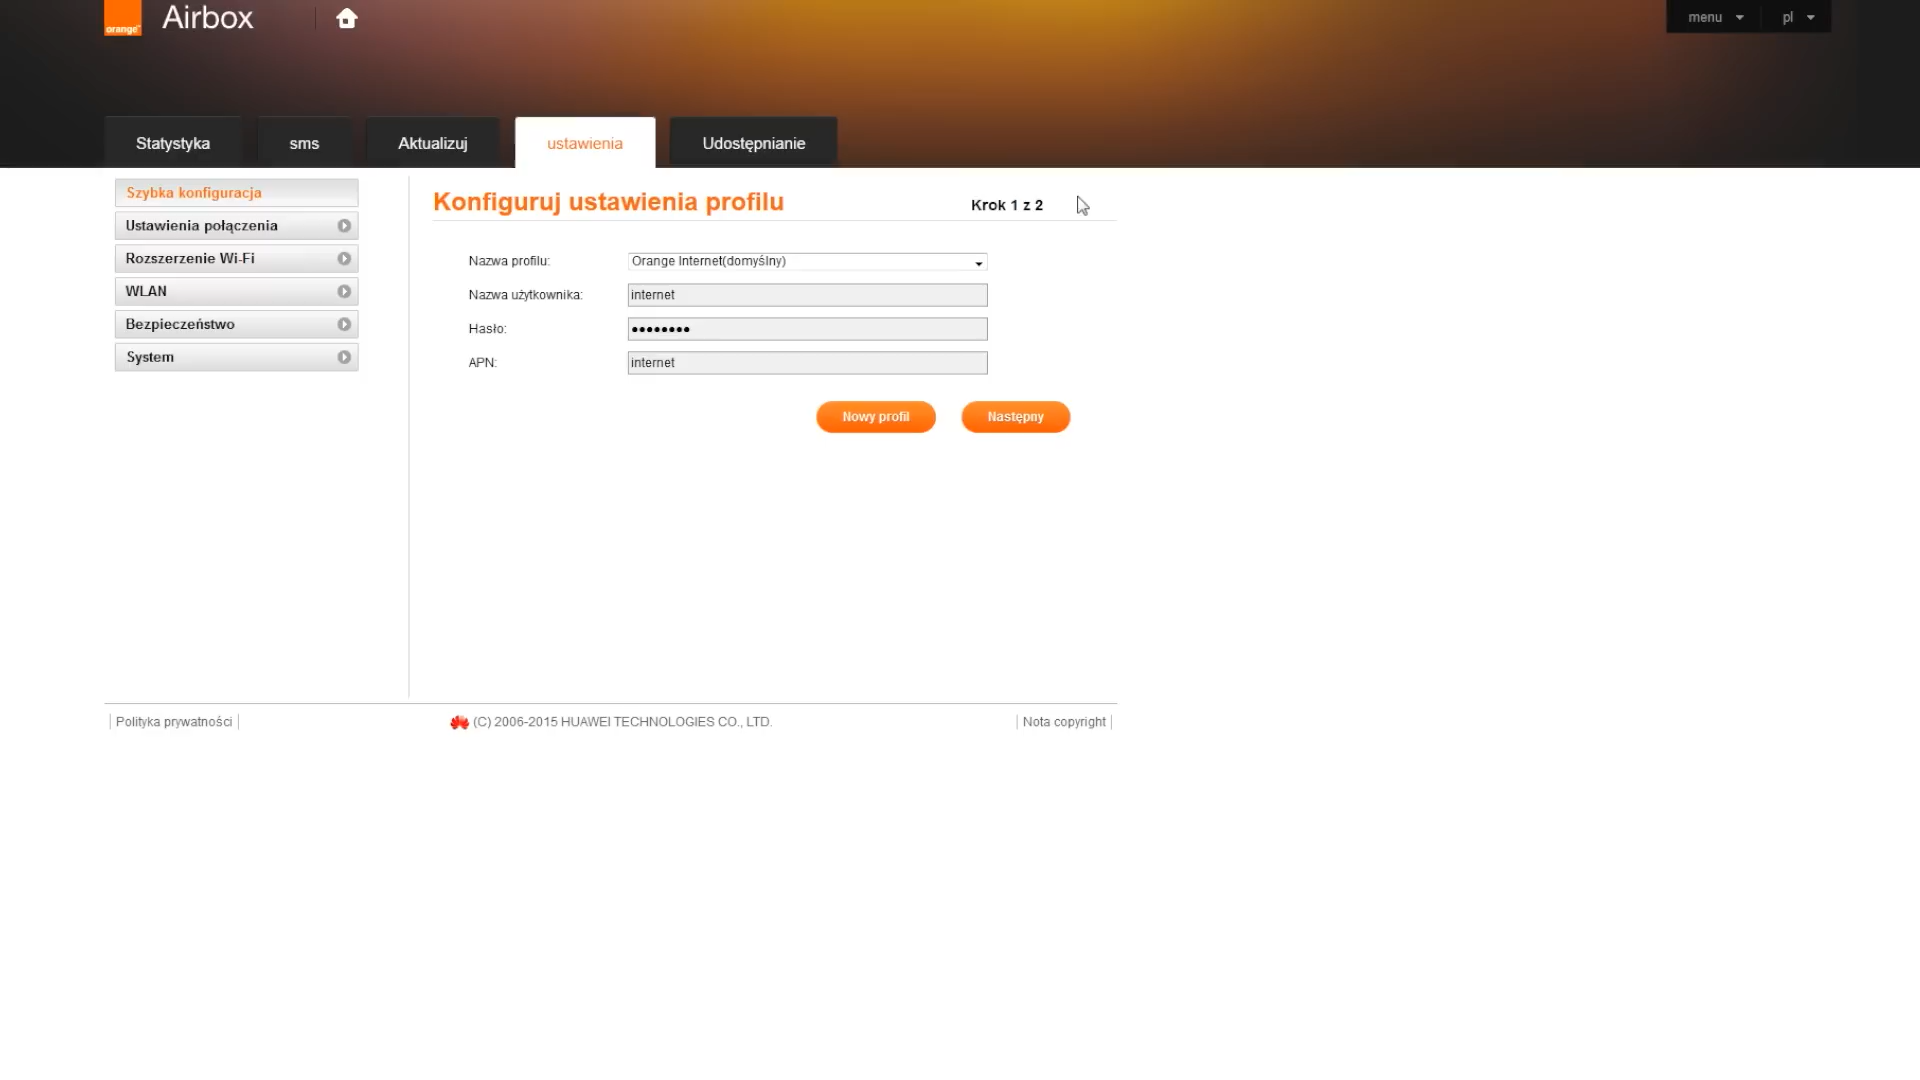 orange™
Airbox
menu
pl
Statystyka
sms
Aktualizuj
ustawienia
Udostępnianie
Szybka konfiguracja
Ustawienia połączenia
Rozszerzenie Wi-Fi
WLAN
Bezpieczeństwo
System
Konfiguruj ustawienia profilu
Krok 1 z 2
Nazwa profilu:
Orange Internet(domyślny)
Nazwa użytkownika:
internet
Hasło:
••••••••
APN:
internet
Nowy profil
Następny
Polityka prywatności
(C) 2006-2015 HUAWEI TECHNOLOGIES CO., LTD.
Nota copyright